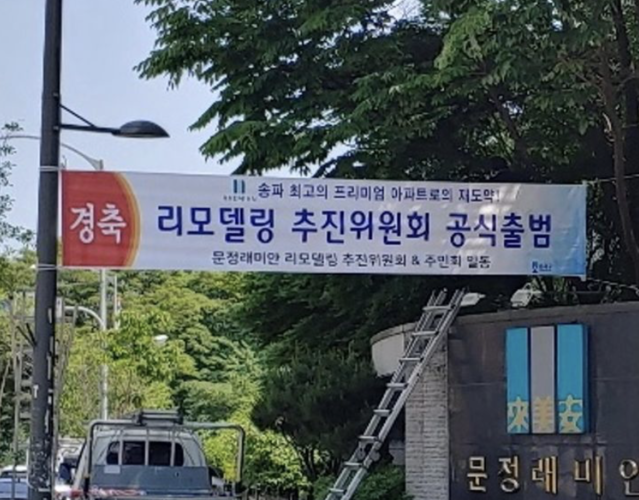 송파 최고의 프리미엄 아파트로의 재도약!
경축
리모델링 추진위원회 공식출범
문정래미안 리모델링 추진위원회 & 주민회 일동
來美安
문정래미안